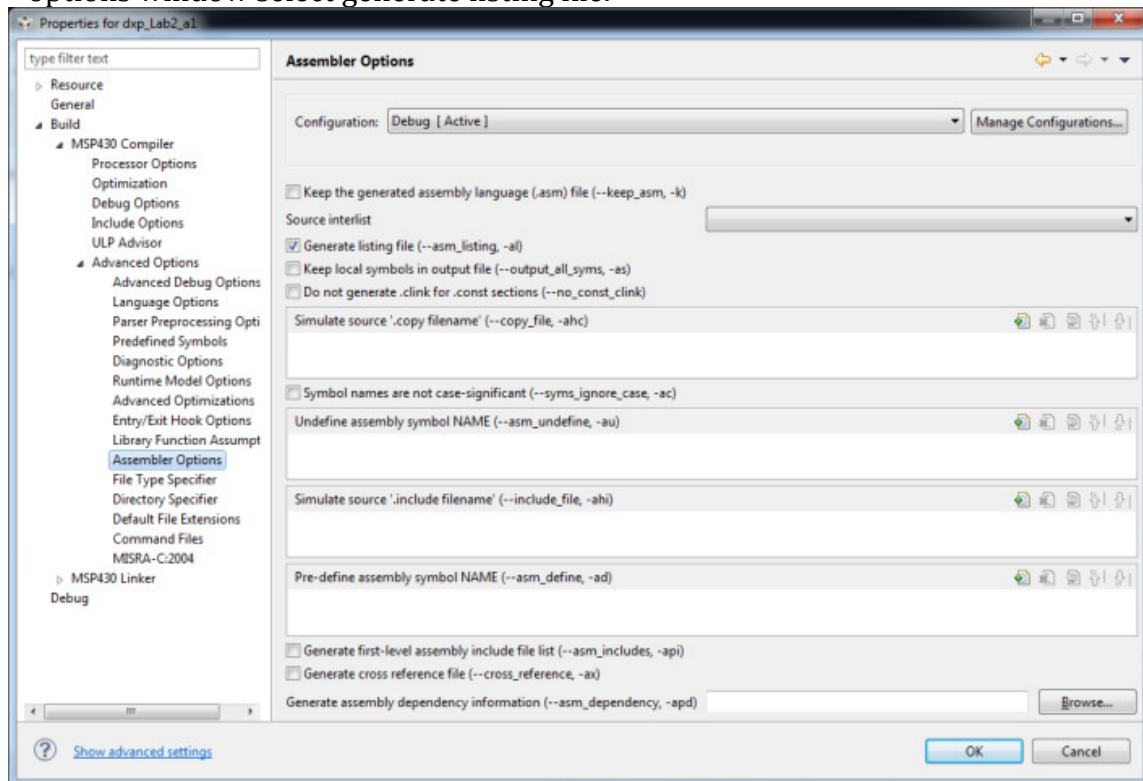 options window select generate listing file.
Properties for dxp_Lab2_a1
type filter text
Resource
General
Build
MSP430 Compiler
Processor Options
Optimization
Debug Options
Include Options
ULP Advisor
Advanced Options
Advanced Debug Options
Language Options
Parser Preprocessing Opti
Predefined Symbols
Diagnostic Options
Runtime Model Options
Advanced Optimizations
Entry/Exit Hook Options
Library Function Assumpt
Assembler Options
File Type Specifier
Directory Specifier
Default File Extensions
Command Files
MISRA-C:2004
MSP430 Linker
Debug
Assembler Options
Configuration: Debug [ Active ] Manage Configurations...
Keep the generated assembly language (.asm) file (--keep_asm, -k)
Source interlist
Generate listing file (--asm_listing, -al)
Keep local symbols in output file (--output_all_syms, -as)
Do not generate .clink for .const sections (--no_const_clink)
Simulate source '.copy filename' (--copy_file, -ahc)
Symbol names are not case-significant (--syms_ignore_case, -ac)
Undefine assembly symbol NAME (--asm_undefine, -au)
Simulate source '.include filename' (--include_file, -ahi)
Pre-define assembly symbol NAME (--asm_define, -ad)
Generate first-level assembly include file list (--asm_includes, -api)
Generate cross reference file (--cross_reference, -ax)
Generate assembly dependency information (--asm_dependency, -apd) Browse...
Show advanced settings OK Cancel